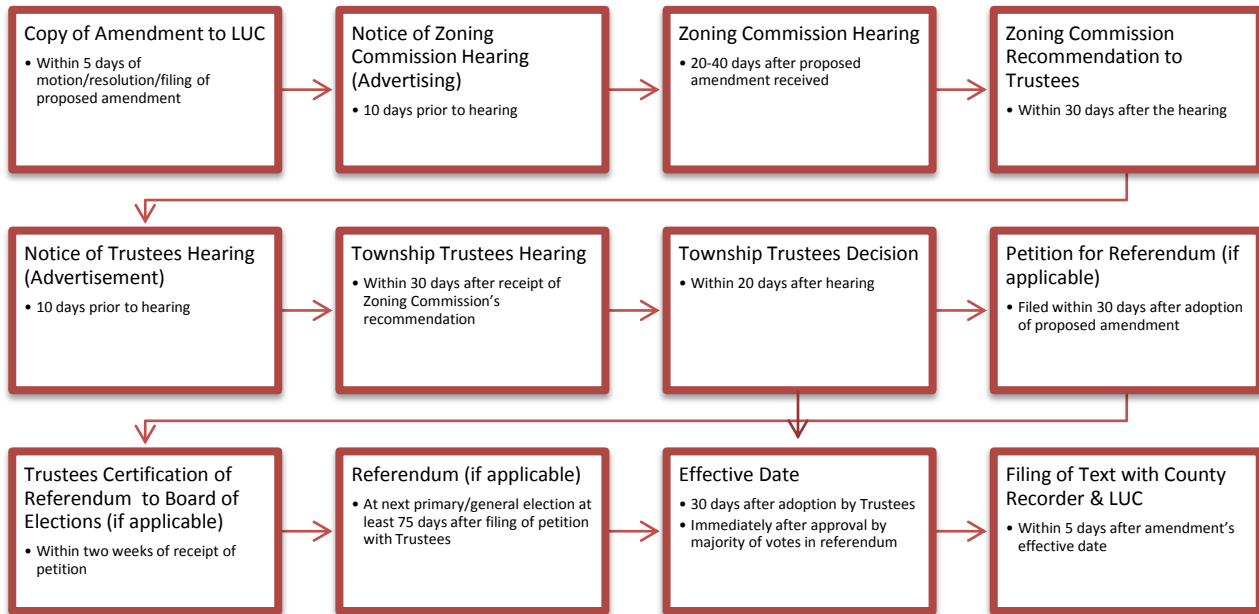 Copy of Amendment to LUC
• Within 5 days of
motion/resolution/filing of
proposed amendment
Notice of Zoning
Commission Hearing
(Advertising)
• 10 days prior to hearing
Zoning Commission Hearing
• 20-40 days after proposed
amendment received
Zoning Commission
Recommendation to
Trustees
• Within 30 days after the hearing
Notice of Trustees Hearing
(Advertisement)
• 10 days prior to hearing
Township Trustees Hearing
• Within 30 days after receipt of
Zoning Commission's
recommendation
Township Trustees Decision
• Within 20 days after hearing
Petition for Referendum (if
applicable)
• Filed within 30 days after adoption
of proposed amendment
Trustees Certification of
Referendum to Board of
Elections (if applicable)
• Within two weeks of receipt of
petition
Referendum (if applicable)
• At next primary/general election at
least 75 days after filing of petition
with Trustees
Effective Date
• 30 days after adoption by Trustees
• Immediately after approval by
majority of votes in referendum
Filing of Text with County
Recorder & LUC
• Within 5 days after amendment's
effective date